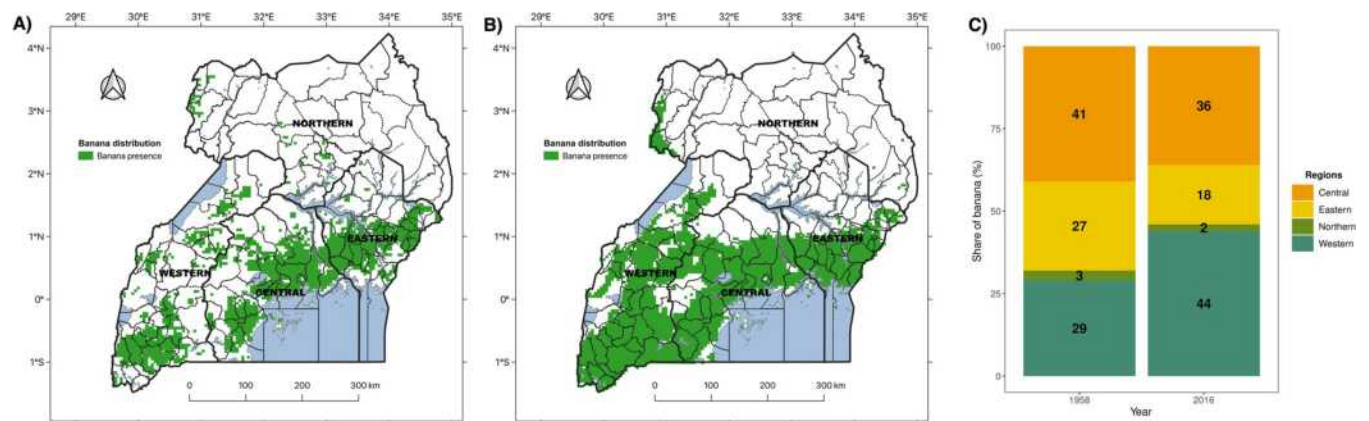 A)
30°E 31°E 32°E 33°E 34°E 35°E
4°N
3°N
2°N
1°N
0°
1°S
NORTHERN
Banana distribution
Banana presence
EASTERN
WESTERN
CENTRAL
0 100 200 300 km
B)
30°E 31°E 32°E 33°E 34°E 35°E
4°N
3°N
2°N
1°N
0°
1°S
NORTHERN
Banana distribution
Banana presence
EASTERN
WESTERN
CENTRAL
0 100 200 300 km
C)
Share of banana (%)
100
75
50
25
0
41
27
3
29
36
18
2
44
1958
2016
Year
Regions
Central
Eastern
Northern
Western